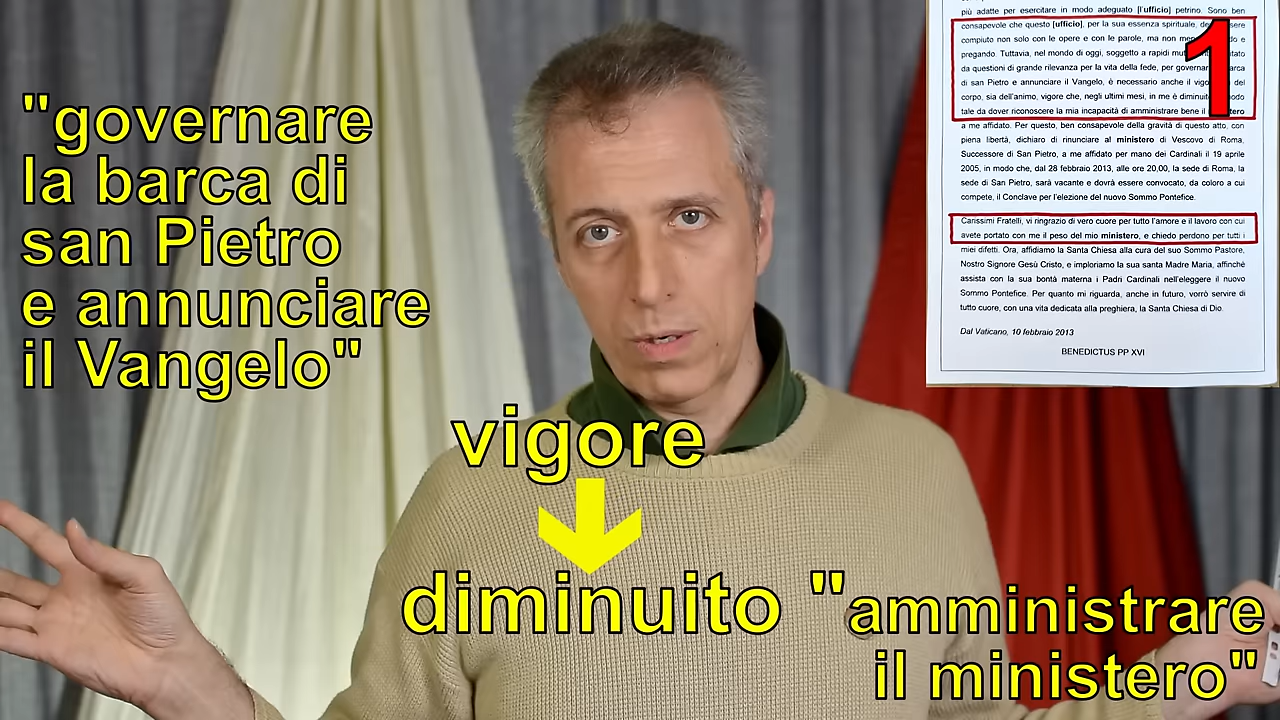 "governare
la barca di
san Pietro
e annunciare
il Vangelo"
vigore
diminuito
"amministrare
il ministero"
più adatte per esercitare in modo adeguato [l'ufficio] petrino. Sono ben
consapevole che questo [ufficio], per la sua essenza spirituale,
compiuto non solo con le opere e con le parole, ma non
pregando. Tuttavia, nel mondo di oggi, soggetto a rapidi
da questioni di grande rilevanza per la vita della fede, per
di san Pietro e annunciare il Vangelo, è necessario anche il del
corpo, sia dell'animo, vigore che, negli ultimi mesi, in me è
tale da dover riconoscere la mia incapacità di amministrare bene il
a me affidato. Per questo, ben consapevole della gravità di questo atto, con
piena libertà, dichiaro di rinunciare al ministero di Vescovo di Roma,
Successore di San Pietro, a me affidato per mano dei Cardinali il 19 aprile
2005, in modo che, dal 28 febbraio 2013, alle ore 20,00, la sede di Roma, la
sede di San Pietro, sarà vacante e dovrà essere convocato, da coloro a cui
compete, il Conclave per l'elezione del nuovo Sommo Pontefice.
Carissimi Fratelli, vi ringrazio di vero cuore per tutto l'amore e il lavoro con cui
avete portato con me il peso del mio ministero, e chiedo perdono per tutti i
miei difetti. Ora, affidiamo la Santa Chiesa alla cura del suo Sommo Pastore,
Nostro Signore Gesù Cristo, e imploriamo la sua santa Madre Maria, affinchè
assista con la sua bontà materna i Padri Cardinali nell'eleggere il nuovo
Sommo Pontefice. Per quanto mi riguarda, anche in futuro, vorrò servire di
tutto cuore, con una vita dedicata alla preghiera, la Santa Chiesa di Dio.
Dal Vaticano, 10 febbraio 2013
BENEDICTUS PP XVI
1